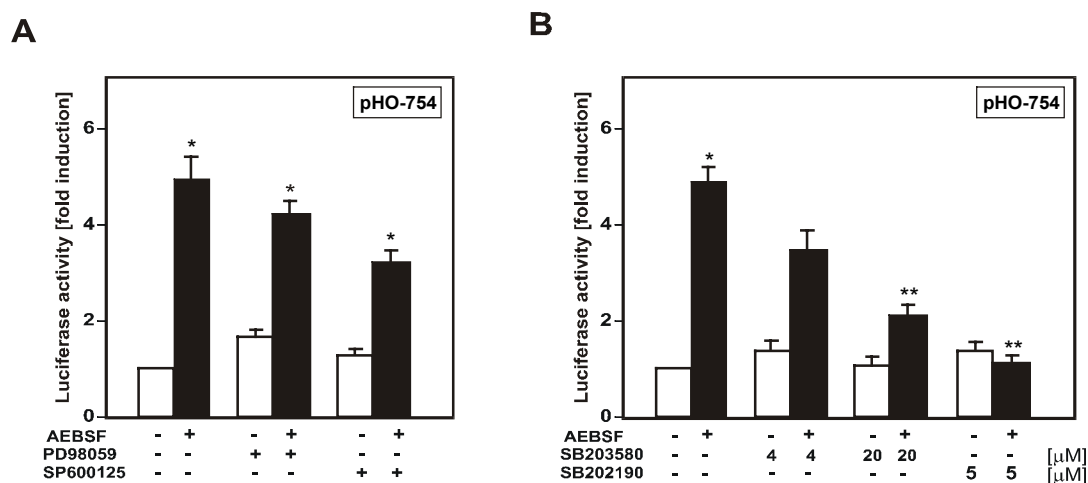 A
pHO-754
Luciferase activity [fold induction]
6
4
2
0
*
*
*
AEBSF - + - + - +
PD98059 - - + + - -
SP600125 - - - - + +
B
pHO-754
Luciferase activity [fold induction]
6
4
2
0
*
**
**
AEBSF - + - + - + - +
SB203580 - - 4 4 20 20 - - [μM]
SB202190 - - - - - - 5 5 [μM]